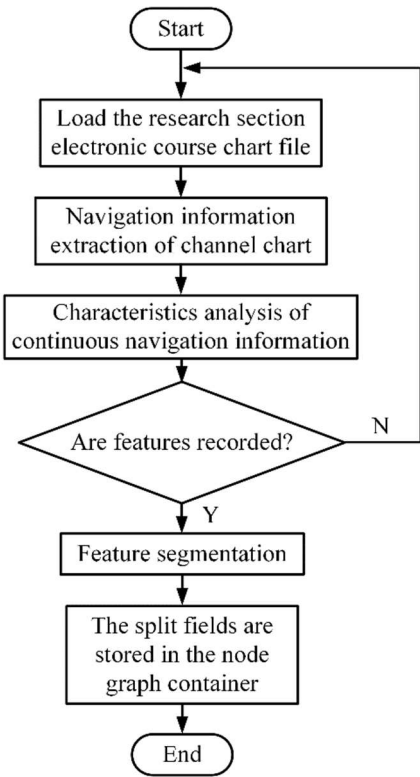 Start
Load the research section
electronic course chart file
Navigation information
extraction of channel chart
Characteristics analysis of
continuous navigation information
Are features recorded?
N
Y
Feature segmentation
The split fields are
stored in the node
graph container
End